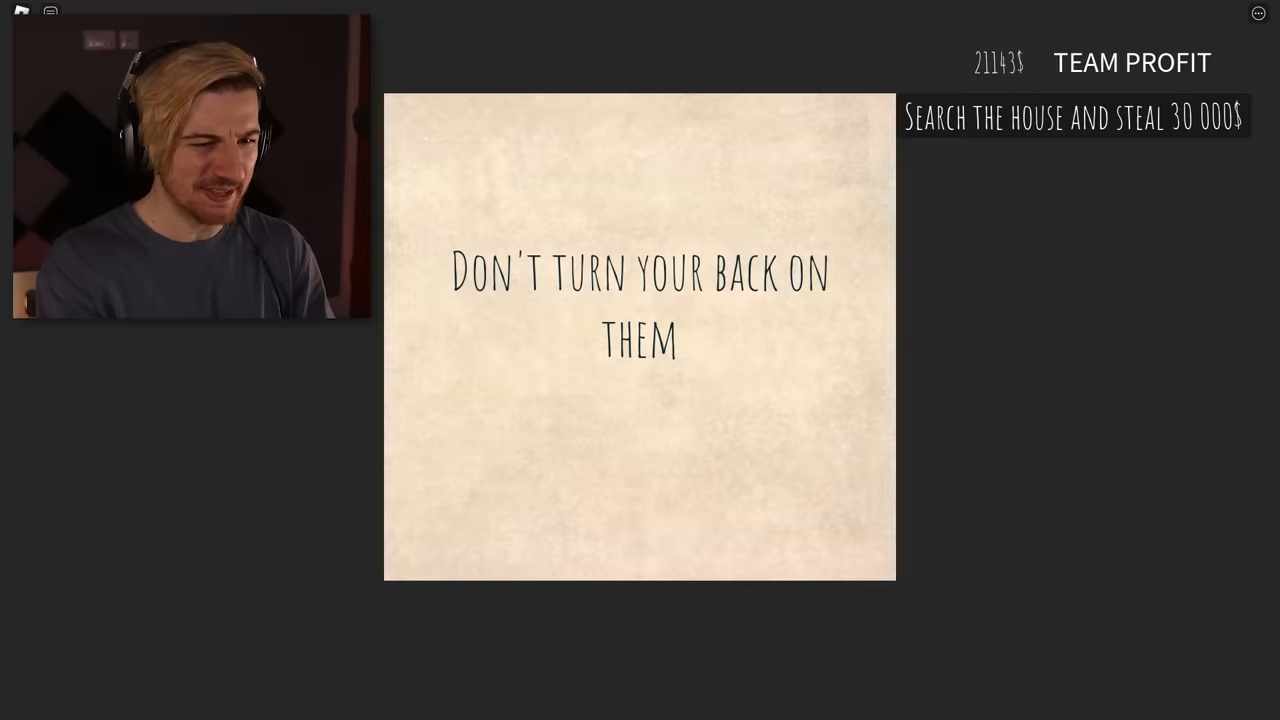 21143$ TEAM PROFIT
SEARCH THE HOUSE AND STEAL 30 000$
DON'T TURN YOUR BACK ON
THEM